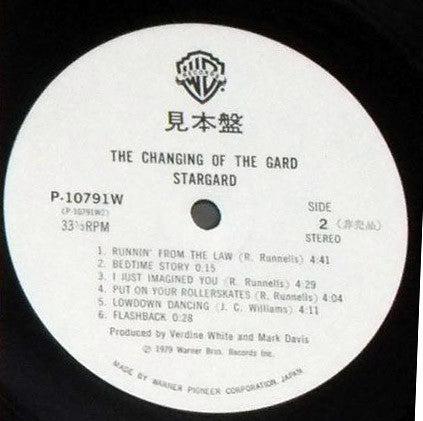 WB
RECORDS
見本盤
THE CHANGING OF THE GARD
STARGARD
P-10791W
(P-10791W2)
33⅓RPM
SIDE
2 (非売品)
STEREO
1. RUNNIN' FROM THE LAW (R. Runnells) 4:41
2. BEDTIME STORY 0:15
3. I JUST IMAGINED YOU (R. Runnells) 4:29
4. PUT ON YOUR ROLLERSKATES (R. Runnells) 4:04
5. LOWDOWN DANCING (J. C. Williams) 4:11
6. FLASHBACK 0:28
Produced by Verdine White and Mark Davis
℗ 1979 Warner Bros. Records Inc.
MADE BY WARNER PIONEER CORPORATION, JAPAN.